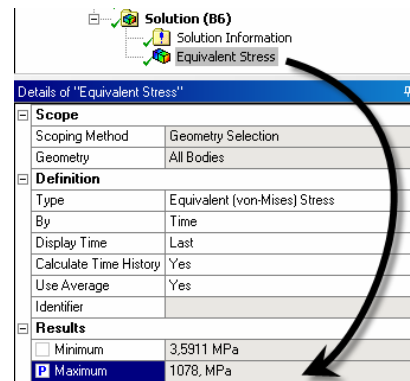 Solution (B6)
Solution Information
Equivalent Stress
Details of "Equivalent Stress"
Scope
Scoping Method Geometry Selection
Geometry All Bodies
Definition
Type Equivalent (von-Mises) Stress
By Time
Display Time Last
Calculate Time History Yes
Use Average Yes
Identifier
Results
Minimum 3,5911 MPa
P Maximum 1078, MPa